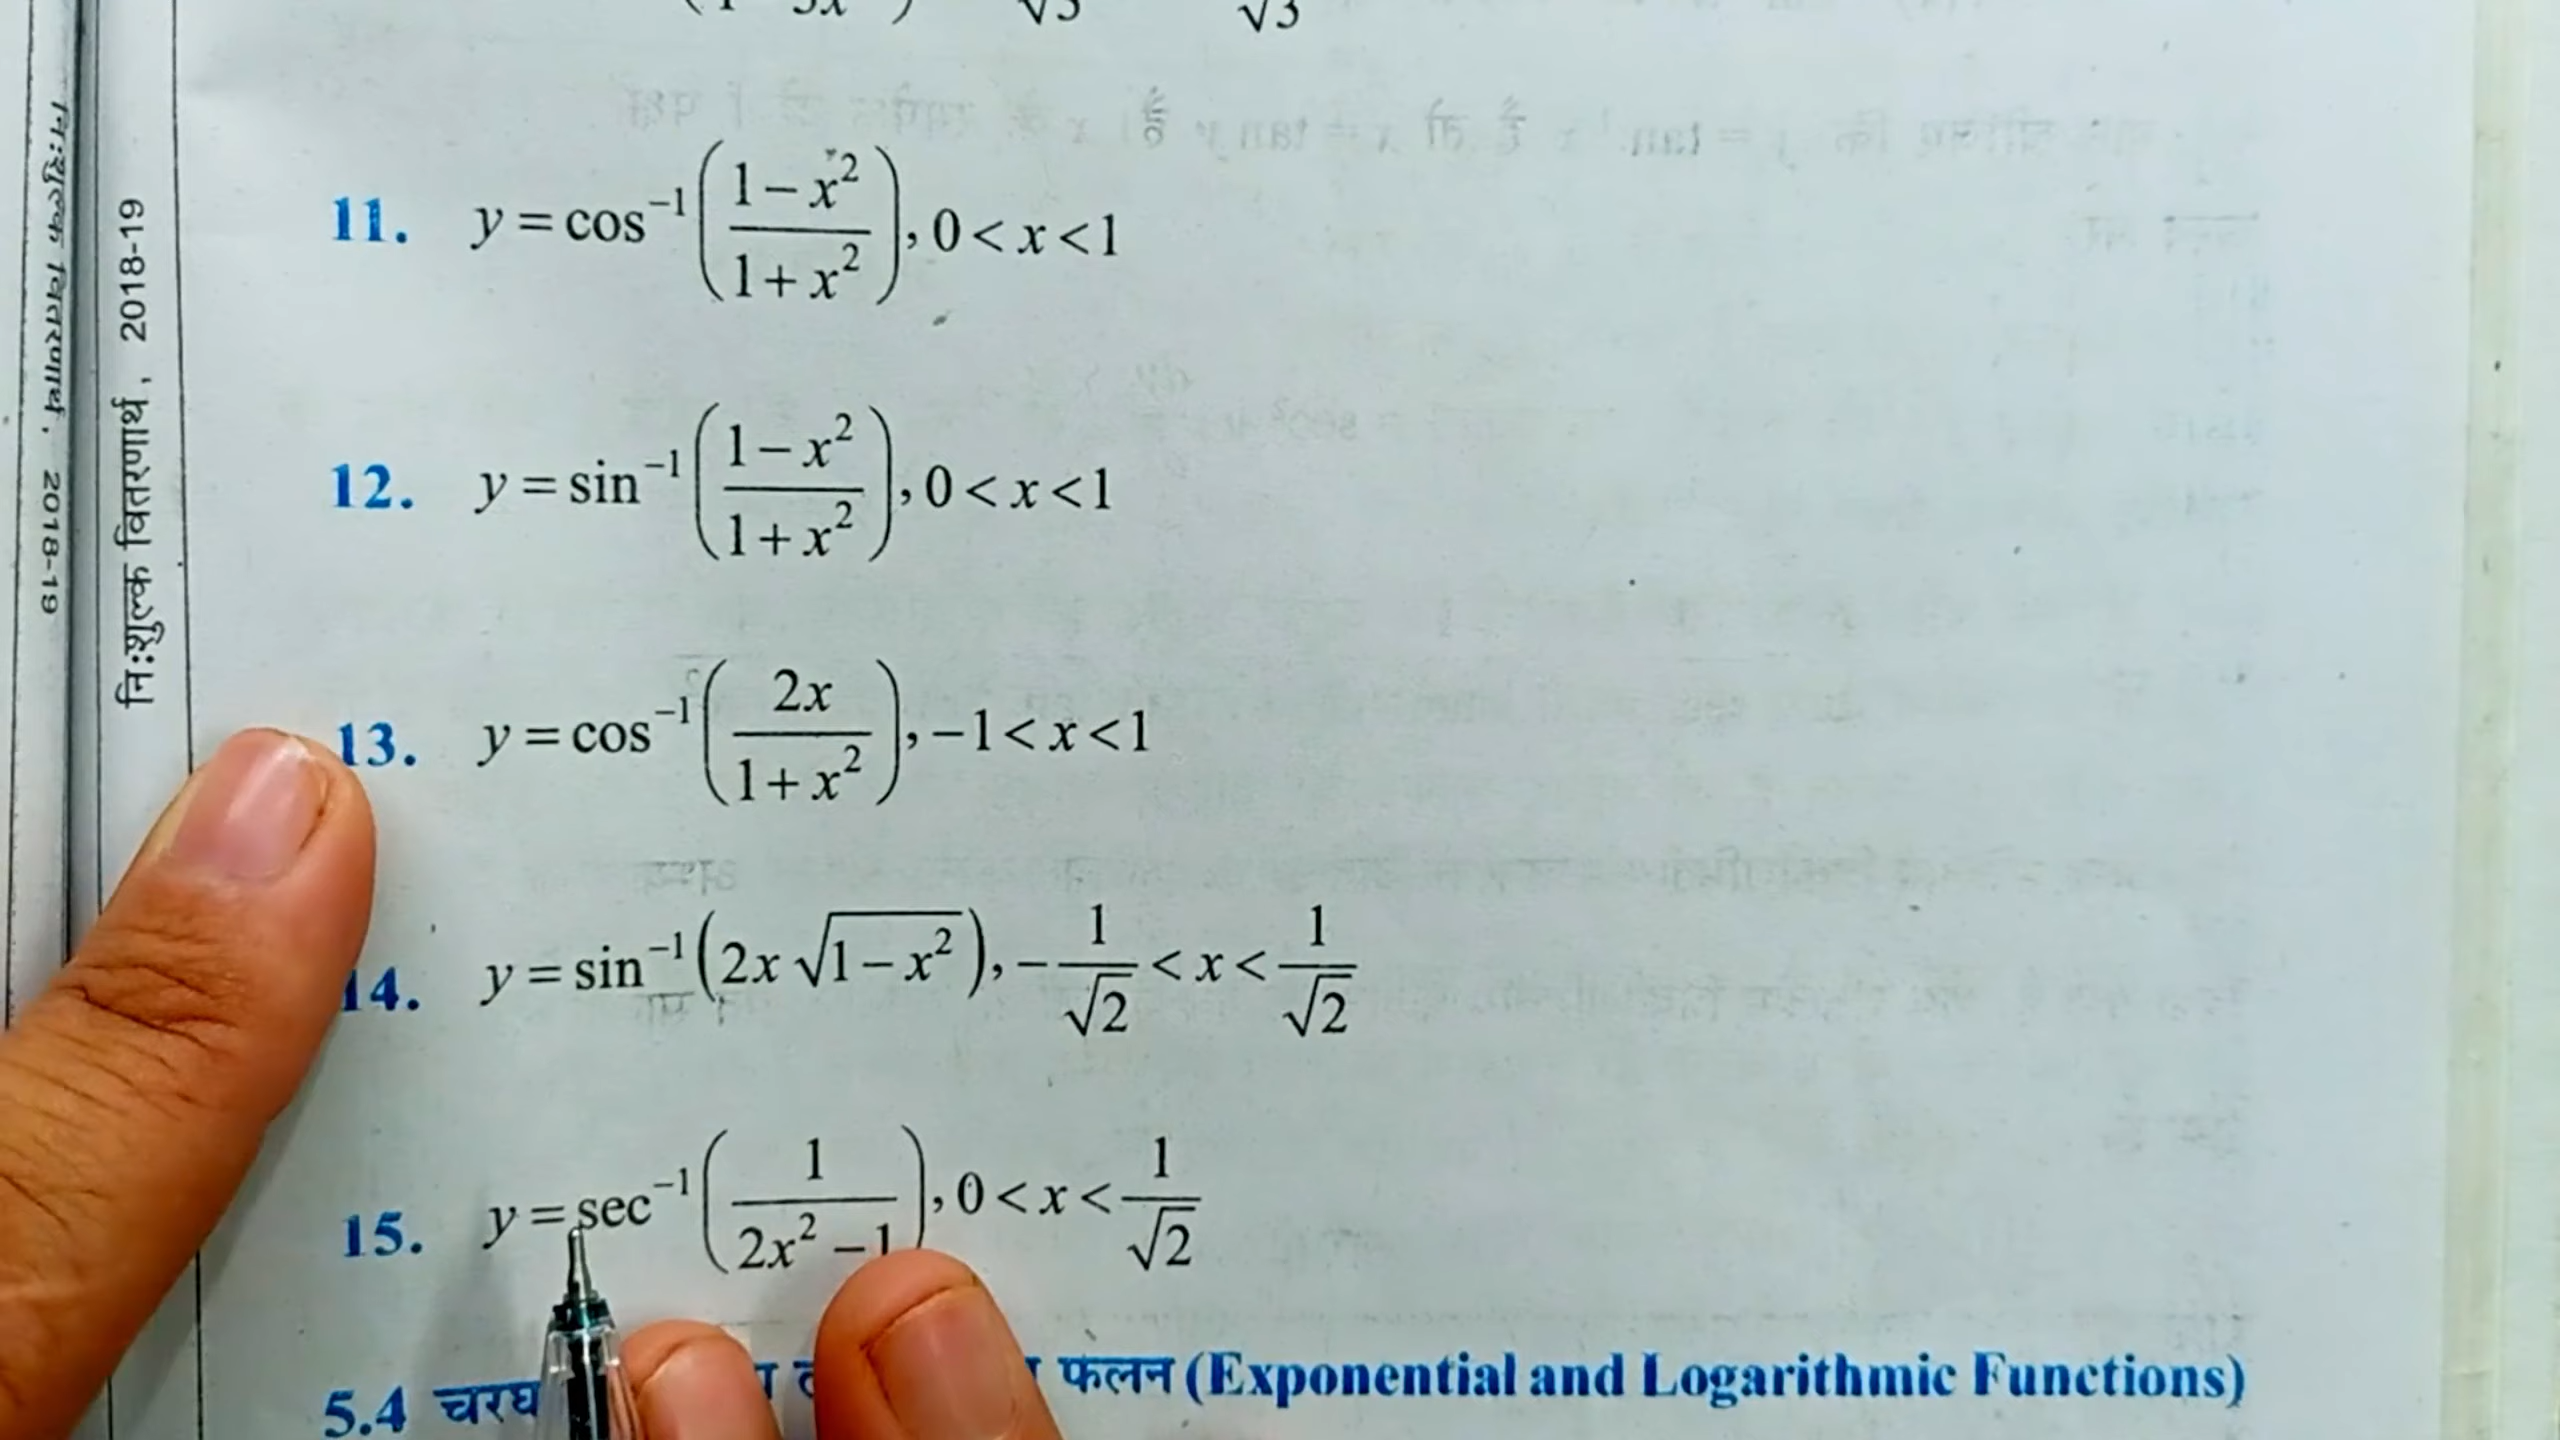 √3 √3
11. y = cos⁻¹((1 − x²)/(1 + x²)), 0 < x < 1
12. y = sin⁻¹((1 − x²)/(1 + x²)), 0 < x < 1
13. y = cos⁻¹(2x/(1 + x²)), −1 < x < 1
14. y = sin⁻¹(2x√(1 − x²)), −1/√2 < x < 1/√2
15. y = sec⁻¹(1/(2x² − 1)), 0 < x < 1/√2
5.4 फलन (Exponential and Logarithmic Functions)
नि:शुल्क वितरणार्थ, 2018-19
नि:शुल्क वितरणार्थ, 2018-19